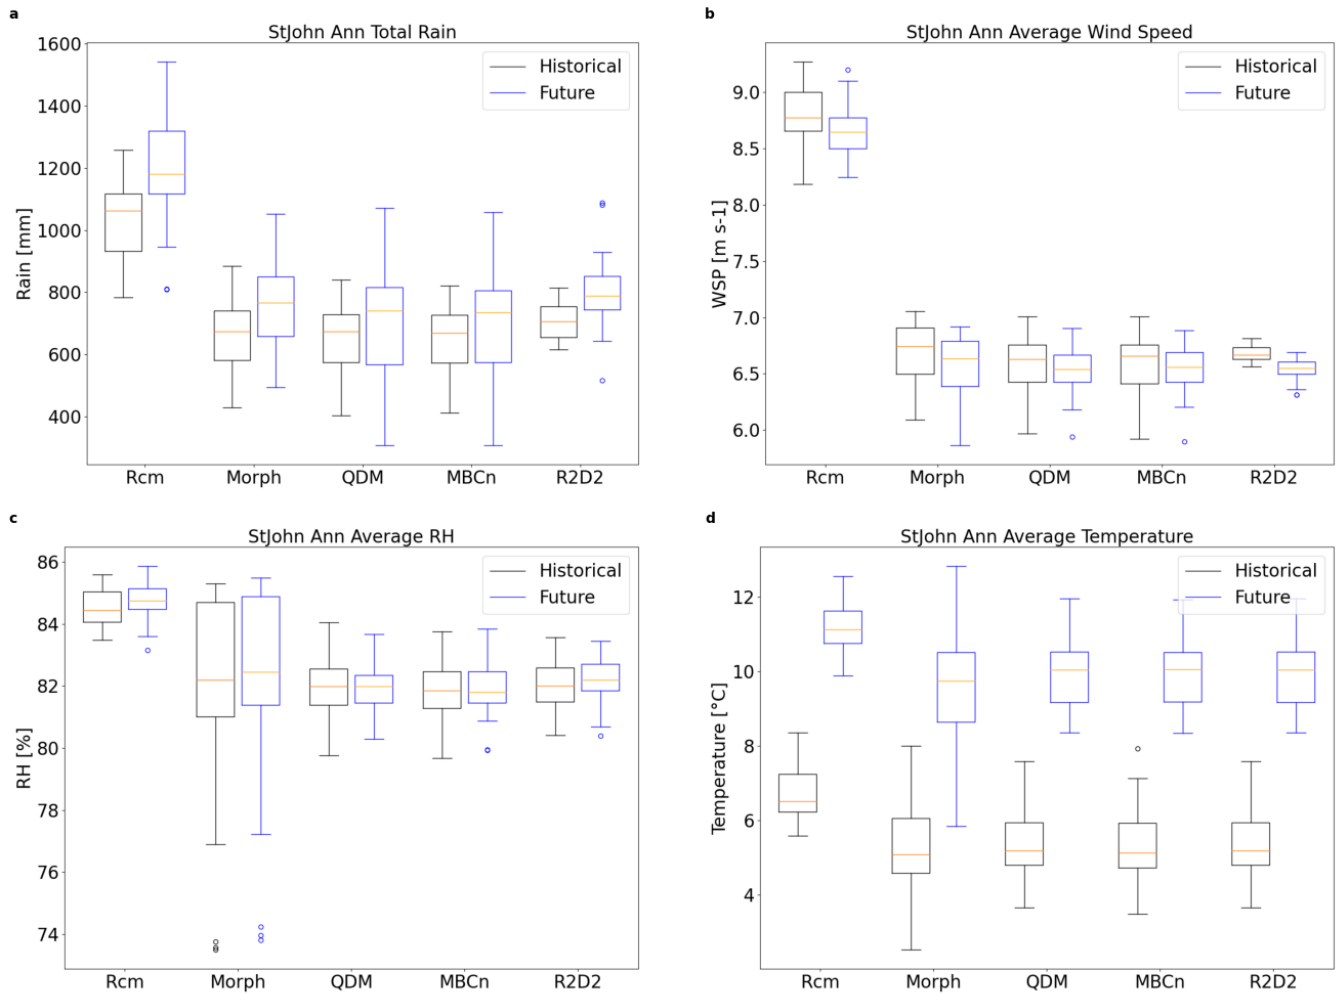 a
StJohn Ann Total Rain
1600
1400
1200
1000
800
600
400
Rain [mm]
Historical
Future
Rcm Morph QDM MBCn R2D2
b
StJohn Ann Average Wind Speed
9.0
8.5
8.0
7.5
7.0
6.5
6.0
WSP [m s-1]
Historical
Future
Rcm Morph QDM MBCn R2D2
c
StJohn Ann Average RH
86
84
82
80
78
76
74
RH [%]
Historical
Future
Rcm Morph QDM MBCn R2D2
d
StJohn Ann Average Temperature
12
10
8
6
4
Temperature [°C]
Historical
Future
Rcm Morph QDM MBCn R2D2